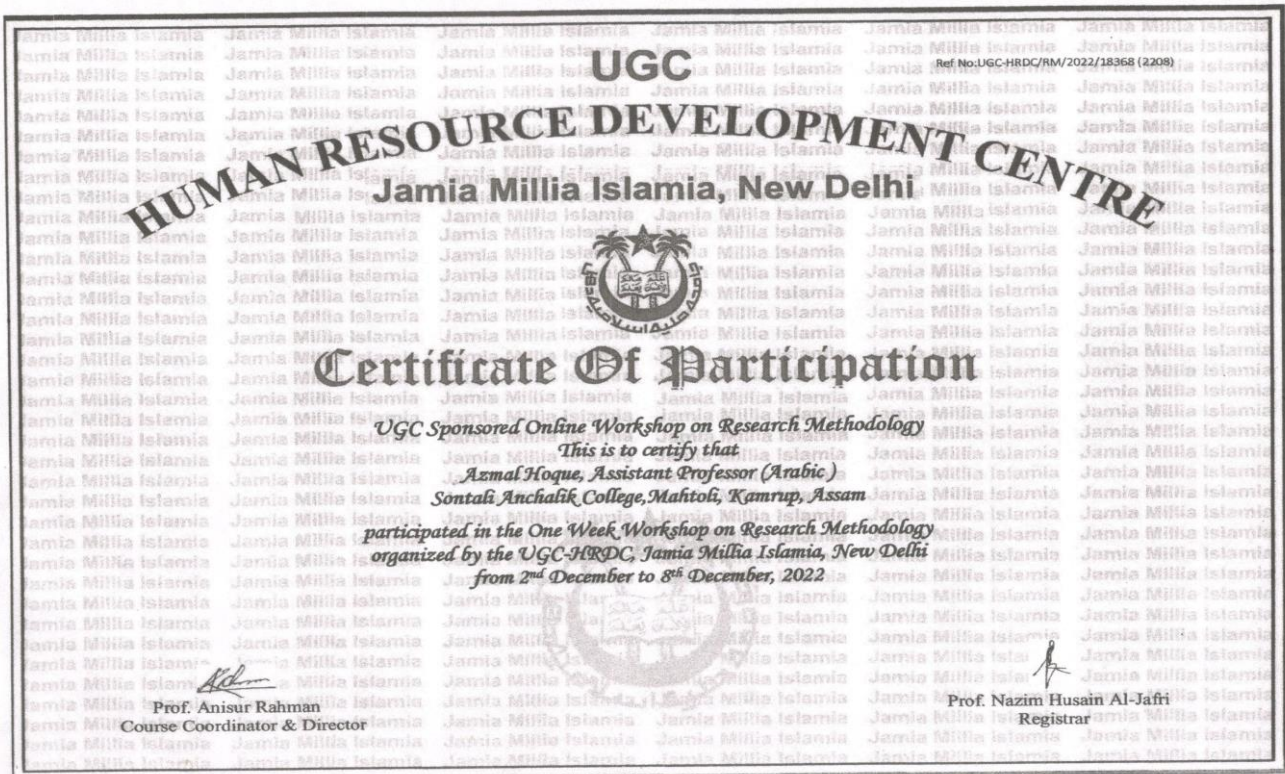 Ref No:UGC-HRDC/RM/2022/18368 (2208)
UGC
HUMAN RESOURCE DEVELOPMENT CENTRE
Jamia Millia Islamia, New Delhi
Certificate Of Participation
UGC Sponsored Online Workshop on Research Methodology
This is to certify that
Azmal Hoque, Assistant Professor (Arabic )
Sontali Anchalik College,Mahtoli, Kamrup, Assam
participated in the One Week Workshop on Research Methodology
organized by the UGC-HRDC, Jamia Millia Islamia, New Delhi
from 2nd December to 8th December, 2022
Prof. Anisur Rahman
Course Coordinator & Director
Prof. Nazim Husain Al-Jafri
Registrar